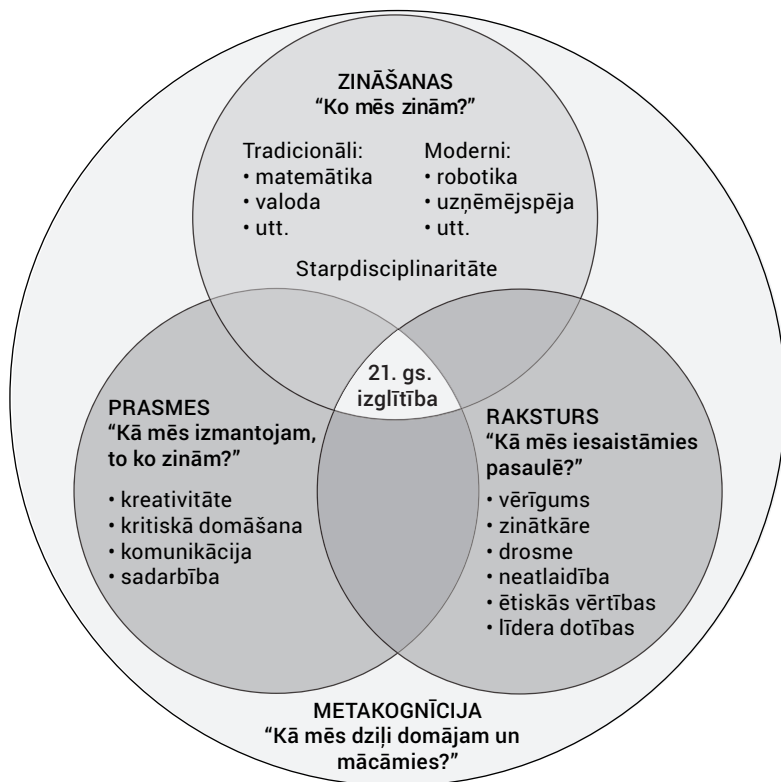 ZINĀŠANAS
“Ko mēs zinām?”
Tradicionāli:
• matemātika
• valoda
• utt.
Moderni:
• robotika
• uzņēmējspēja
• utt.
Starpdisciplinaritāte
21. gs.
izglītība
PRASMES
“Kā mēs izmantojam,
to ko zinām?”
• kreativitāte
• kritiskā domāšana
• komunikācija
• sadarbība
RAKSTURS
“Kā mēs iesaistāmies
pasaulē?”
• vērīgums
• zinātkāre
• drosme
• neatlaidība
• ētiskās vērtības
• līdera dotības
METAKOGNĪCIJA
“Kā mēs dziļi domājam un
mācāmies?”